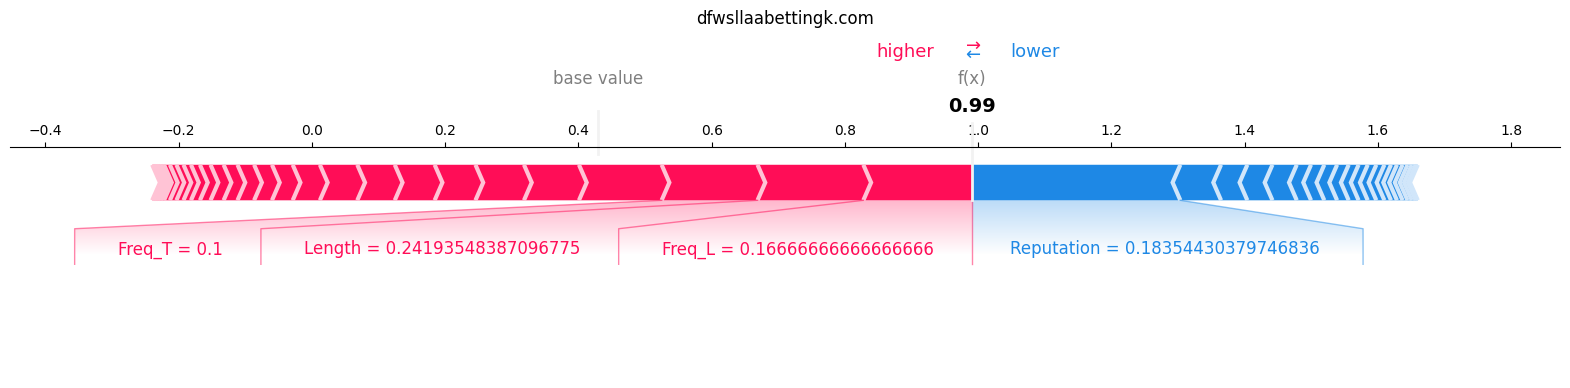 dfwsllaabettingk.com
higher ⇄ lower
base value f(x)
0.99
−0.4 −0.2 0.0 0.2 0.4 0.6 0.8 1.0 1.2 1.4 1.6 1.8
Freq_T = 0.1 Length = 0.24193548387096775 Freq_L = 0.16666666666666666 Reputation = 0.18354430379746836